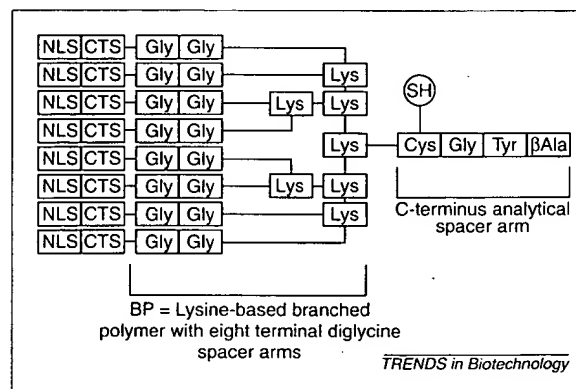 NLS CTS Gly Gly
NLS CTS Gly Gly Lys
NLS CTS Gly Gly Lys Lys SH
NLS CTS Gly Gly Lys Cys Gly Tyr βAla
NLS CTS Gly Gly
NLS CTS Gly Gly Lys Lys
NLS CTS Gly Gly Lys
NLS CTS Gly Gly
C-terminus analytical
spacer arm
BP = Lysine-based branched
polymer with eight terminal diglycine
spacer arms
TRENDS in Biotechnology